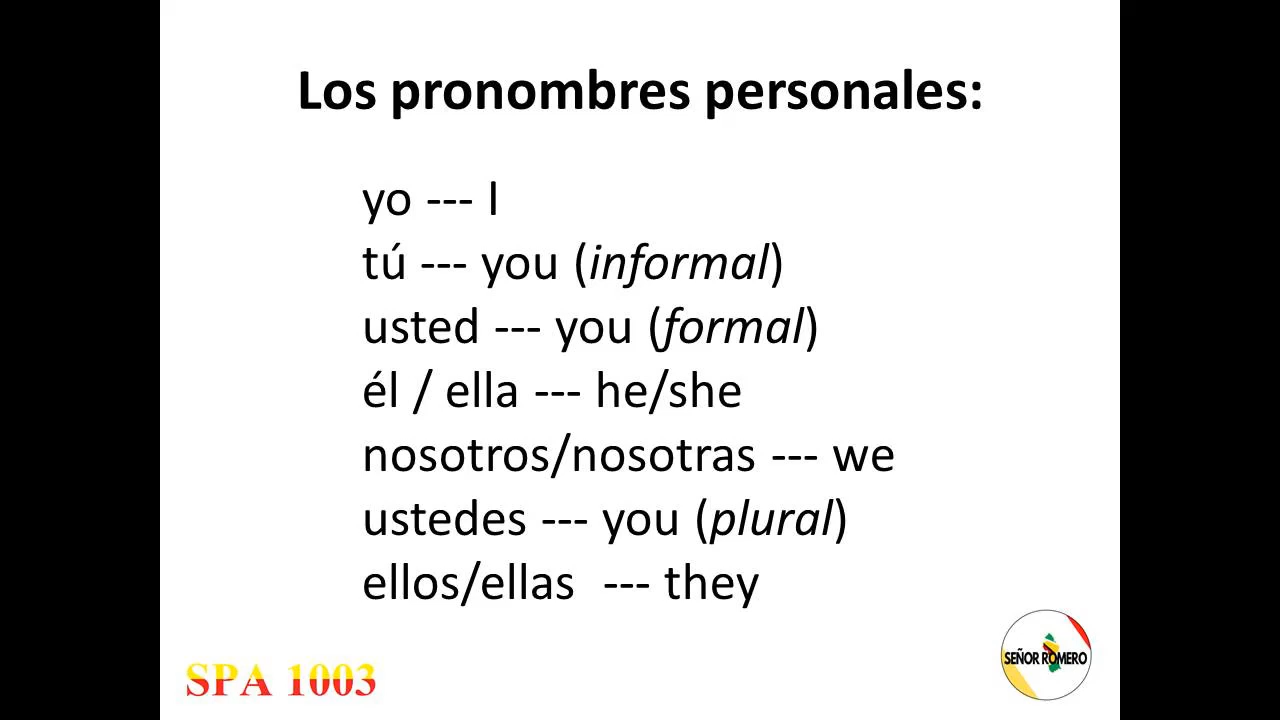 Los pronombres personales:
yo --- I
tú --- you (informal)
usted --- you (formal)
él / ella --- he/she
nosotros/nosotras --- we
ustedes --- you (plural)
ellos/ellas --- they
SPA 1003
SEÑOR ROMERO